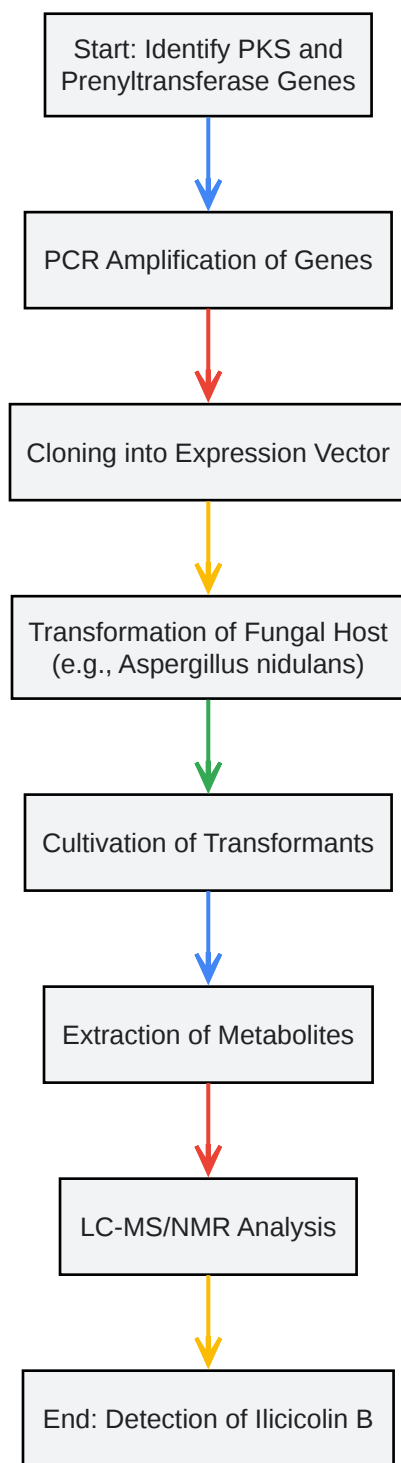 Start: Identify PKS and
Prenyltransferase Genes
PCR Amplification of Genes
Cloning into Expression Vector
Transformation of Fungal Host
(e.g., Aspergillus nidulans)
Cultivation of Transformants
Extraction of Metabolites
LC-MS/NMR Analysis
End: Detection of Ilicicolin B